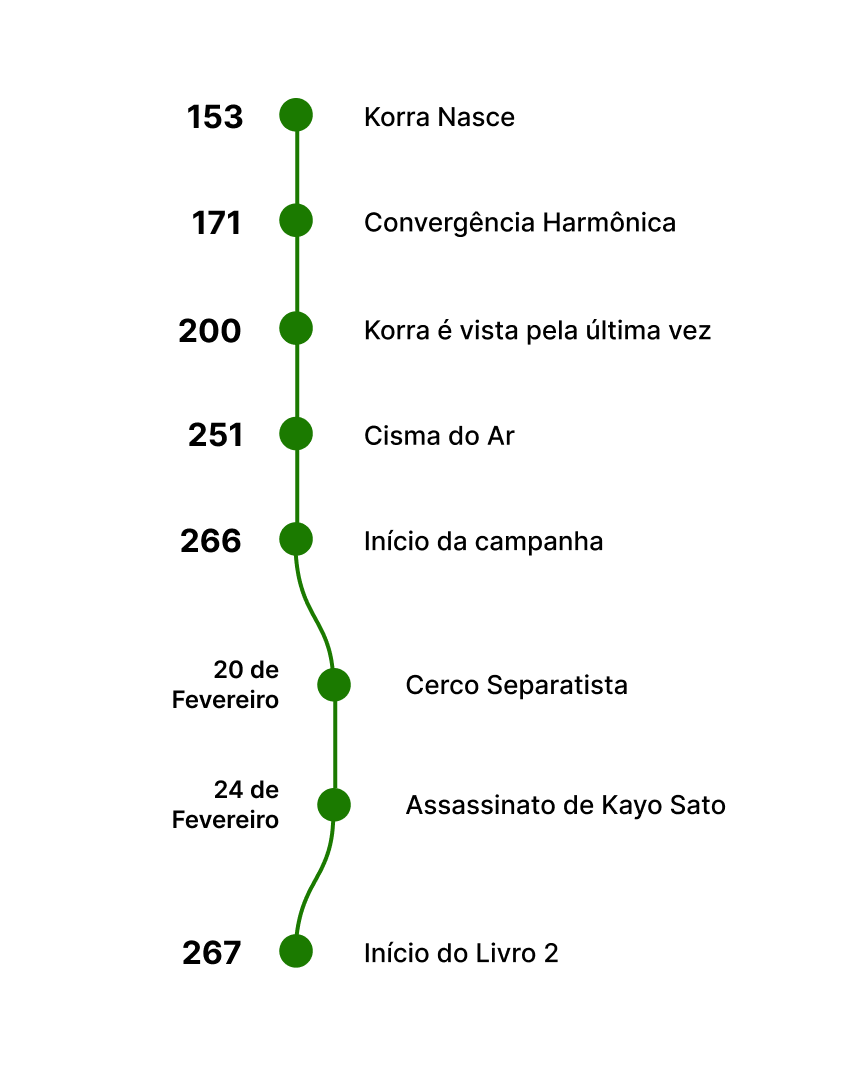 153 Korra Nasce
171 Convergência Harmônica
200 Korra é vista pela última vez
251 Cisma do Ar
266 Início da campanha
20 de
Fevereiro
Cerco Separatista
24 de
Fevereiro
Assassinato de Kayo Sato
267 Início do Livro 2